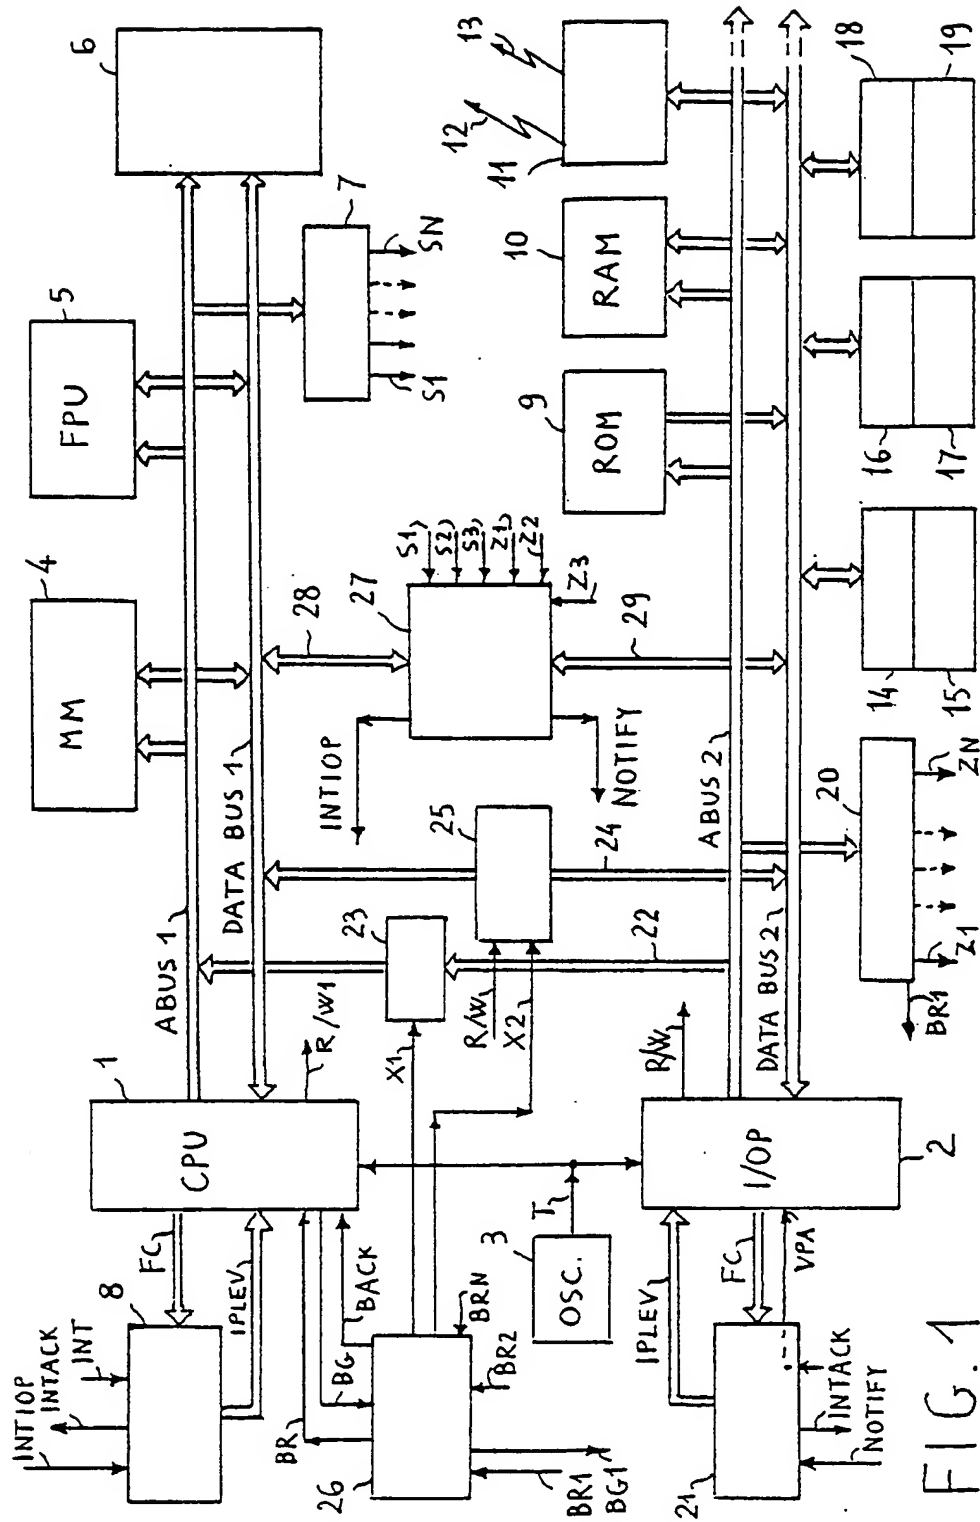 6
5
FPU
4
MM
ABUS 1
1
CPU
FC
8
INT
INTACK
INTIOP
DATA BUS 1
7
SN
S1
R/W1
IPLEV
BACK
BG
BR
28
27
S1,
S2,
S3,
Z1,
Z2
Z3
29
INTIOP
NOTIFY
25
24
23
22
X1
R/W
X2
BRN
BR2
26
BR1
BG1
T
3
OSC.
13
12
11
10
RAM
9
ROM
ABUS 2
DATA BUS 2
R/W
I/OP
2
IPLEV
FC
VPA
21
INTACK
NOTIFY
18
19
16
17
14
15
20
ZN
Z1
BR1
FIG. 1